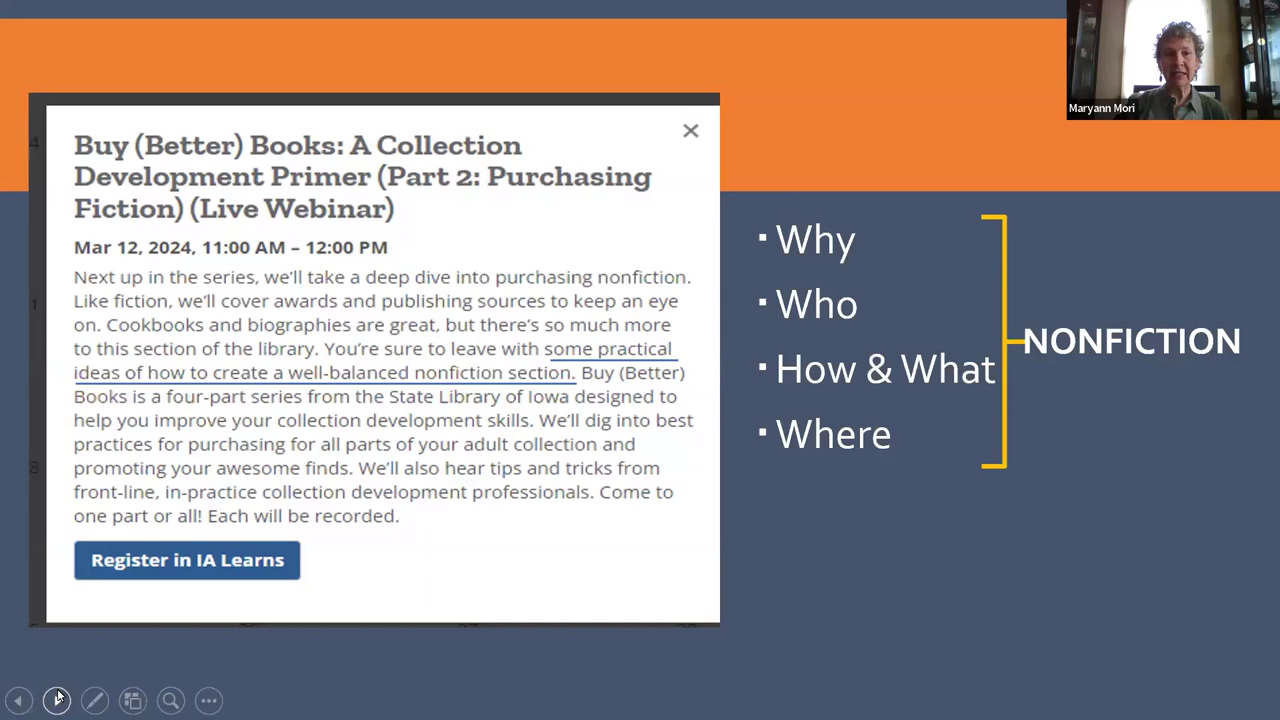 Maryann Mori
Buy (Better) Books: A Collection
Development Primer (Part 2: Purchasing
Fiction) (Live Webinar)
Mar 12, 2024, 11:00 AM – 12:00 PM
Next up in the series, we’ll take a deep dive into purchasing nonfiction.
Like fiction, we’ll cover awards and publishing sources to keep an eye
on. Cookbooks and biographies are great, but there’s so much more
to this section of the library. You’re sure to leave with some practical
ideas of how to create a well-balanced nonfiction section. Buy (Better)
Books is a four-part series from the State Library of Iowa designed to
help you improve your collection development skills. We’ll dig into best
practices for purchasing for all parts of your adult collection and
promoting your awesome finds. We’ll also hear tips and tricks from
front-line, in-practice collection development professionals. Come to
one part or all! Each will be recorded.
Register in IA Learns
Why
Who
How & What
Where
NONFICTION